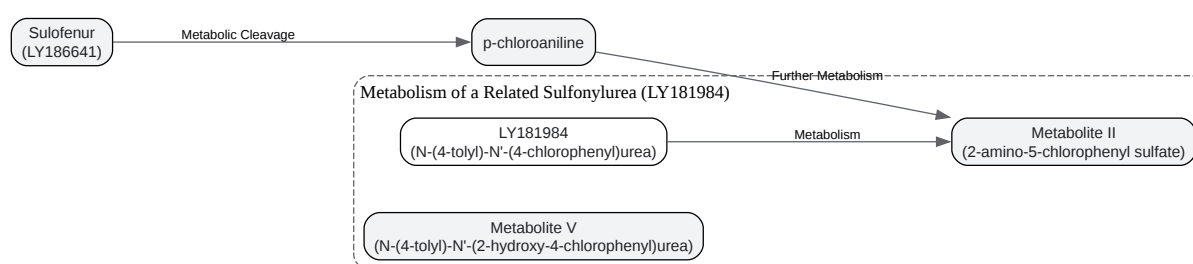 Sulofenur
(LY186641)
Metabolic Cleavage
p-chloroaniline
Further Metabolism
Metabolism of a Related Sulfonylurea (LY181984)
LY181984
(N-(4-tolyl)-N'-(4-chlorophenyl)urea)
Metabolism
Metabolite II
(2-amino-5-chlorophenyl sulfate)
Metabolite V
(N-(4-tolyl)-N'-(2-hydroxy-4-chlorophenyl)urea)